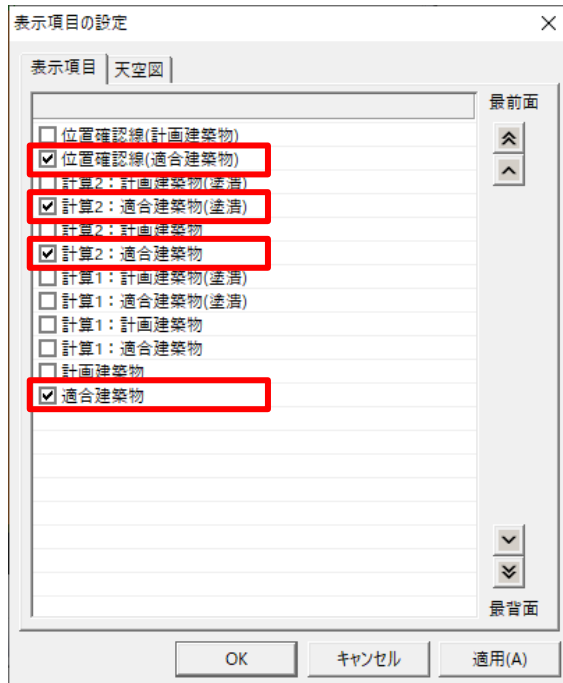 表示項目の設定
表示項目
天空図
最前面
位置確認線(計画建築物)
位置確認線(適合建築物)
計算2：計画建築物(塗潰)
計算2：適合建築物(塗潰)
計算2：計画建築物
計算2：適合建築物
計算1：計画建築物(塗潰)
計算1：適合建築物(塗潰)
計算1：計画建築物
計算1：適合建築物
計画建築物
適合建築物
最背面
OK
キャンセル
適用(A)